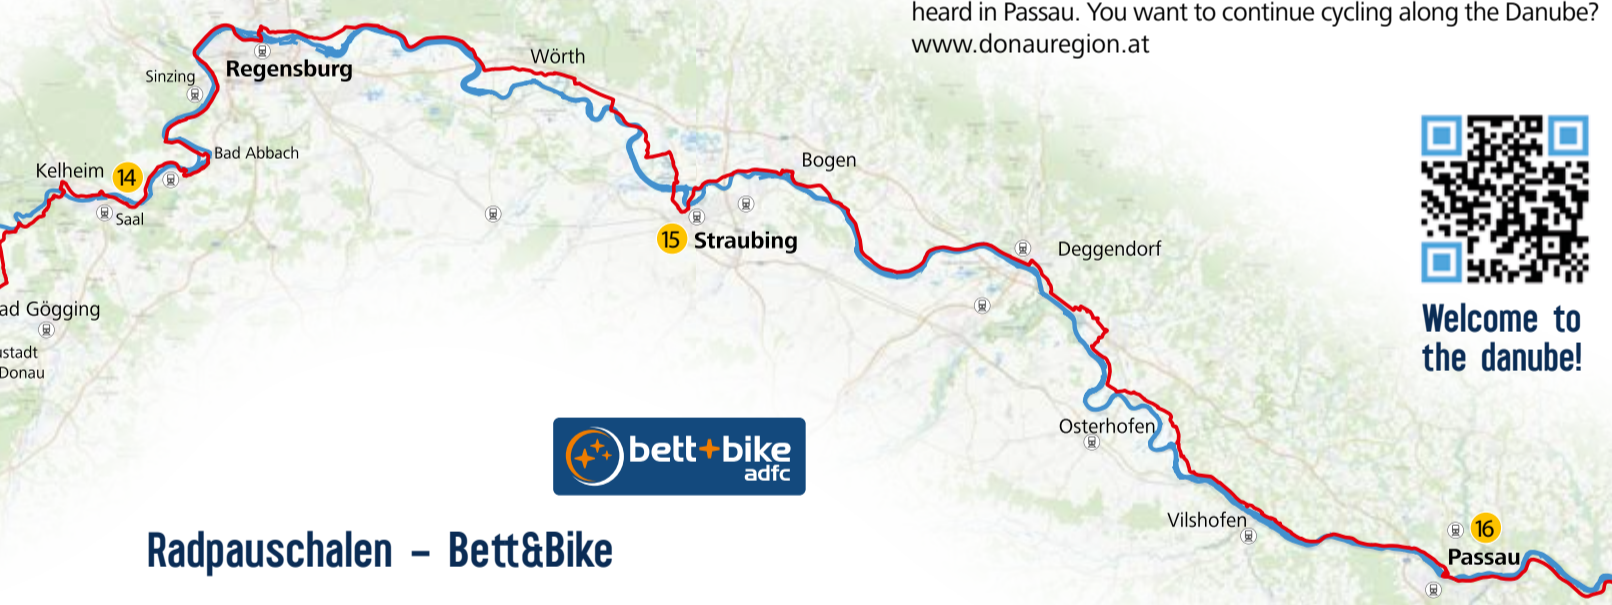 heard in Passau. You want to continue cycling along the Danube?
www.donauregion.at
Wörth
Regensburg
Sinzing
Bad Abbach
Kelheim
14
Saal
Bogen
15
Straubing
Deggendorf
ad Gögging
stadt
Donau
Welcome to
the danube!
bett+bike
adfc
Osterhofen
Vilshofen
16
Passau
Radpauschalen – Bett&Bike